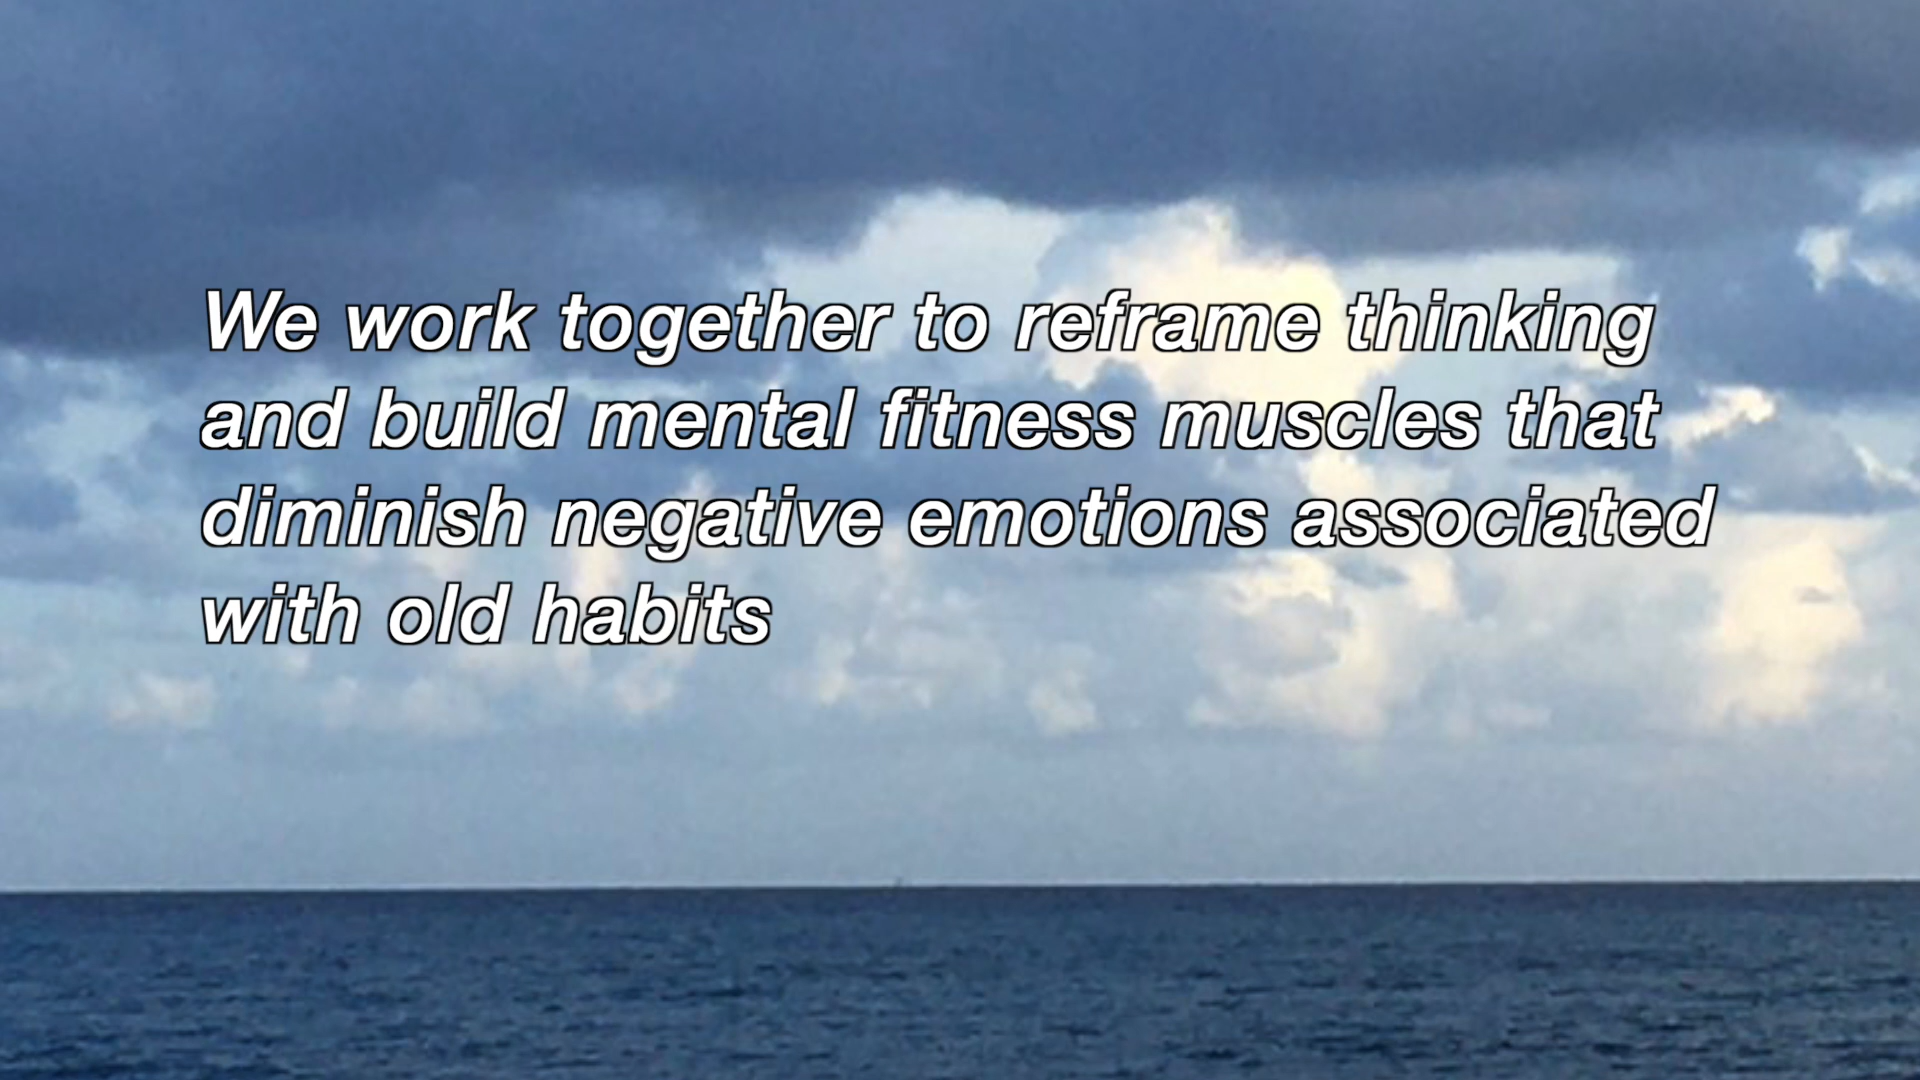 We work together to reframe thinking
and build mental fitness muscles that
diminish negative emotions associated
with old habits